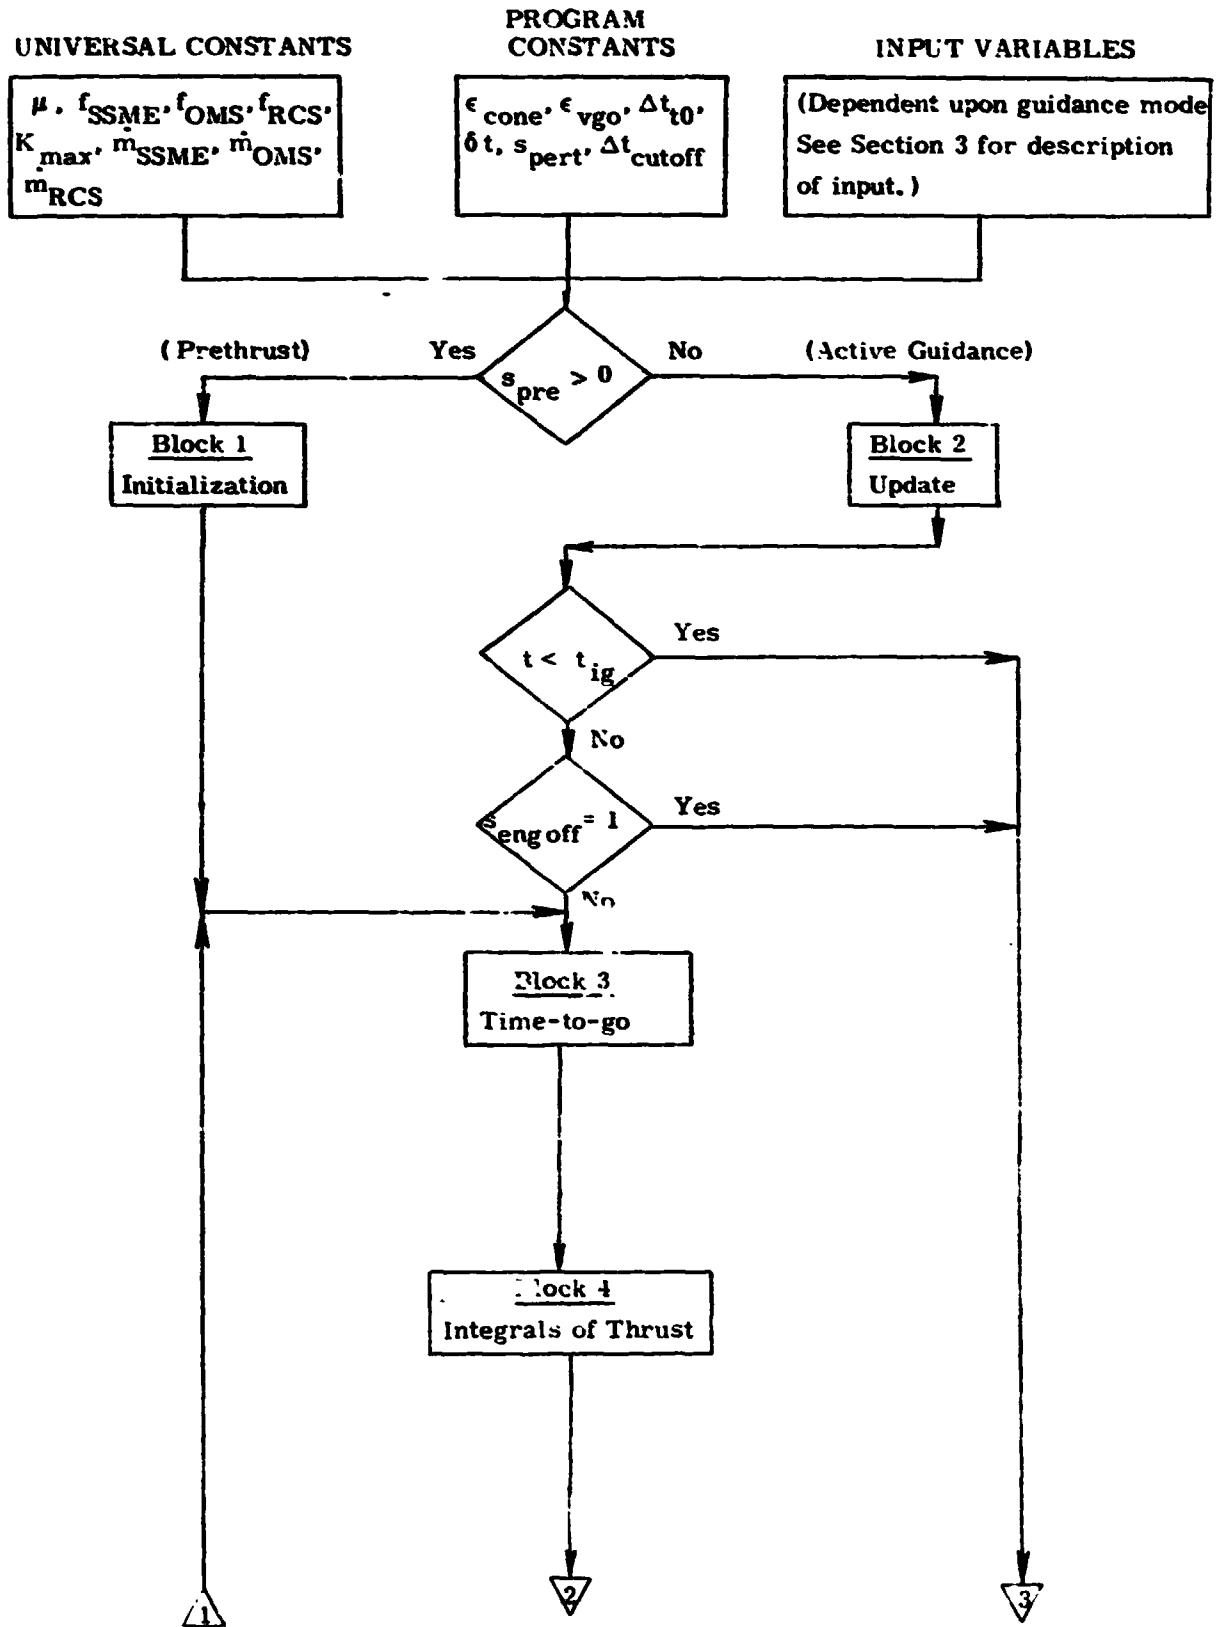 UNIVERSAL CONSTANTS
μ, f_SSME, f_OMS, f_RCS,
K_max, ṁ_SSME, ṁ_OMS,
ṁ_RCS
PROGRAM
CONSTANTS
ε_cone, ε_vgo, Δt_t0,
δt, s_pert, Δt_cutoff
INPUT VARIABLES
(Dependent upon guidance mode
See Section 3 for description
of input.)
(Prethrust)
Yes
s_pre > 0
No
(Active Guidance)
Block 1
Initialization
Block 2
Update
t < t_ig
Yes
No
s_eng off = 1
Yes
No
Block 3
Time-to-go
Block 4
Integrals of Thrust
1
2
3